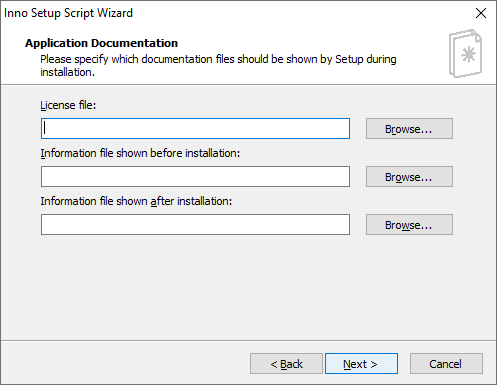 Inno Setup Script Wizard
Application Documentation
Please specify which documentation files should be shown by Setup during
installation.
License file:
Browse...
Information file shown before installation:
Browse...
Information file shown after installation:
Browse...
< Back
Next >
Cancel